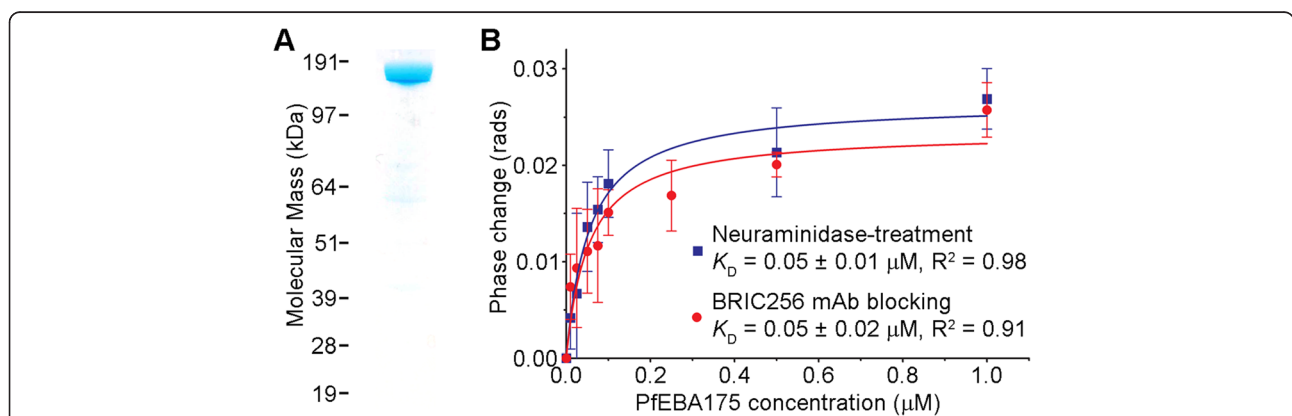 A
Molecular Mass (kDa)
191
97
64
51
39
28
19
B
Phase change (rads)
0.03
0.02
0.01
0.00
0.0 0.2 0.4 0.6 0.8 1.0
PfEBA175 concentration (μM)
Neuraminidase-treatment
K_D = 0.05 ± 0.01 μM, R² = 0.98
BRIC256 mAb blocking
K_D = 0.05 ± 0.02 μM, R² = 0.91